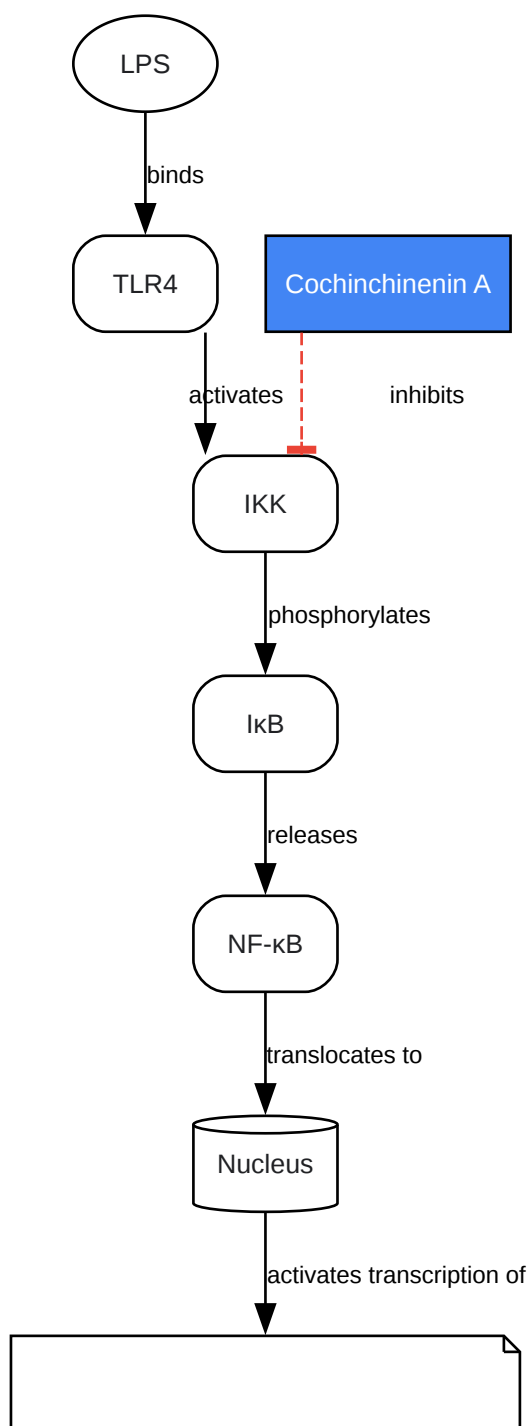 LPS
binds
TLR4
Cochinchinenin A
activates
inhibits
IKK
phosphorylates
IκB
releases
NF-κB
translocates to
Nucleus
activates transcription of